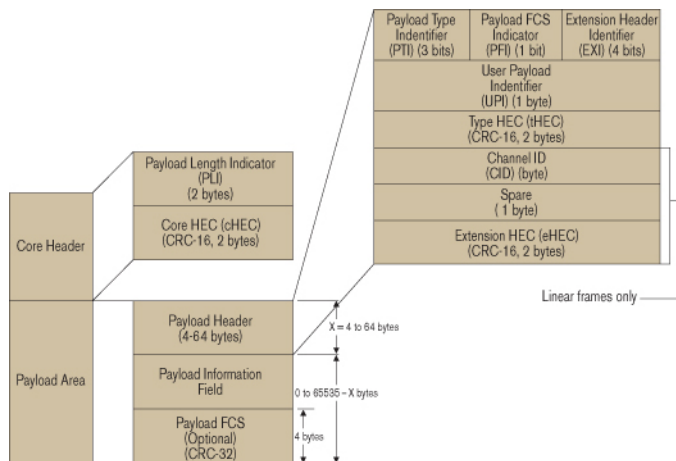 Payload Type
Indentifier
(PTI) (3 bits)
Payload FCS
Indicator
(PFI) (1 bit)
Extension Header
Identifier
(EXI) (4 bits)
User Payload
Indentifier
(UPI) (1 byte)
Type HEC (tHEC)
(CRC-16, 2 bytes)
Channel ID
(CID) (byte)
Spare
( 1 byte)
Extension HEC (eHEC)
(CRC-16, 2 bytes)
Linear frames only
Payload Length Indicator
(PLI)
(2 bytes)
Core HEC (cHEC)
(CRC-16, 2 bytes)
Core Header
Payload Area
Payload Header
(4-64 bytes)
X = 4 to 64 bytes
Payload Information
Field
0 to 65535 – X bytes
Payload FCS
(Optional)
(CRC-32)
4 bytes